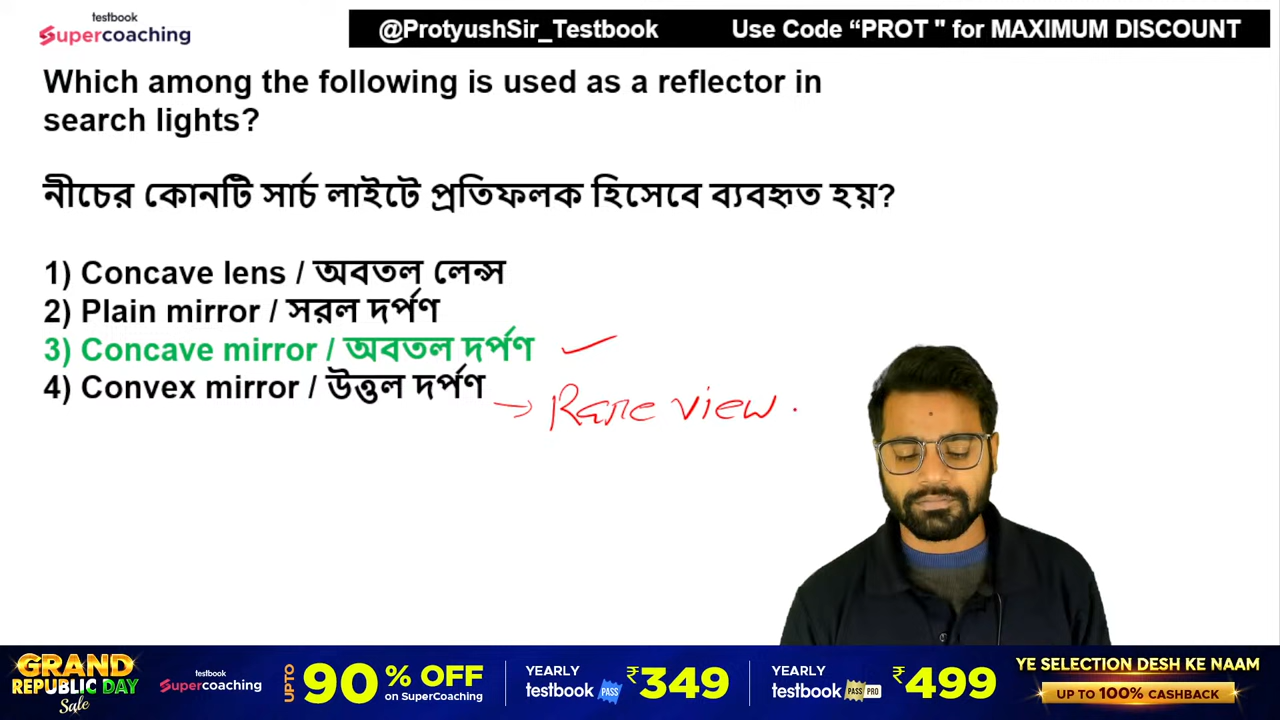 testbook
Supercoaching
@ProtyushSir_Testbook Use Code “PROT " for MAXIMUM DISCOUNT
Which among the following is used as a reflector in
search lights?
নীচের কোনটি সার্চ লাইটে প্রতিফলক হিসেবে ব্যবহৃত হয়?
1) Concave lens / অবতল লেন্স
2) Plain mirror / সরল দর্পণ
3) Concave mirror / অবতল দর্পণ
4) Convex mirror / উত্তল দর্পণ
Rare view.
GRAND
REPUBLIC DAY
Sale
testbook
Supercoaching
UPTO 90% OFF
on SuperCoaching
YEARLY
testbook PASS ₹349
YEARLY
testbook PASS PRO ₹499
YE SELECTION DESH KE NAAM
UP TO 100% CASHBACK